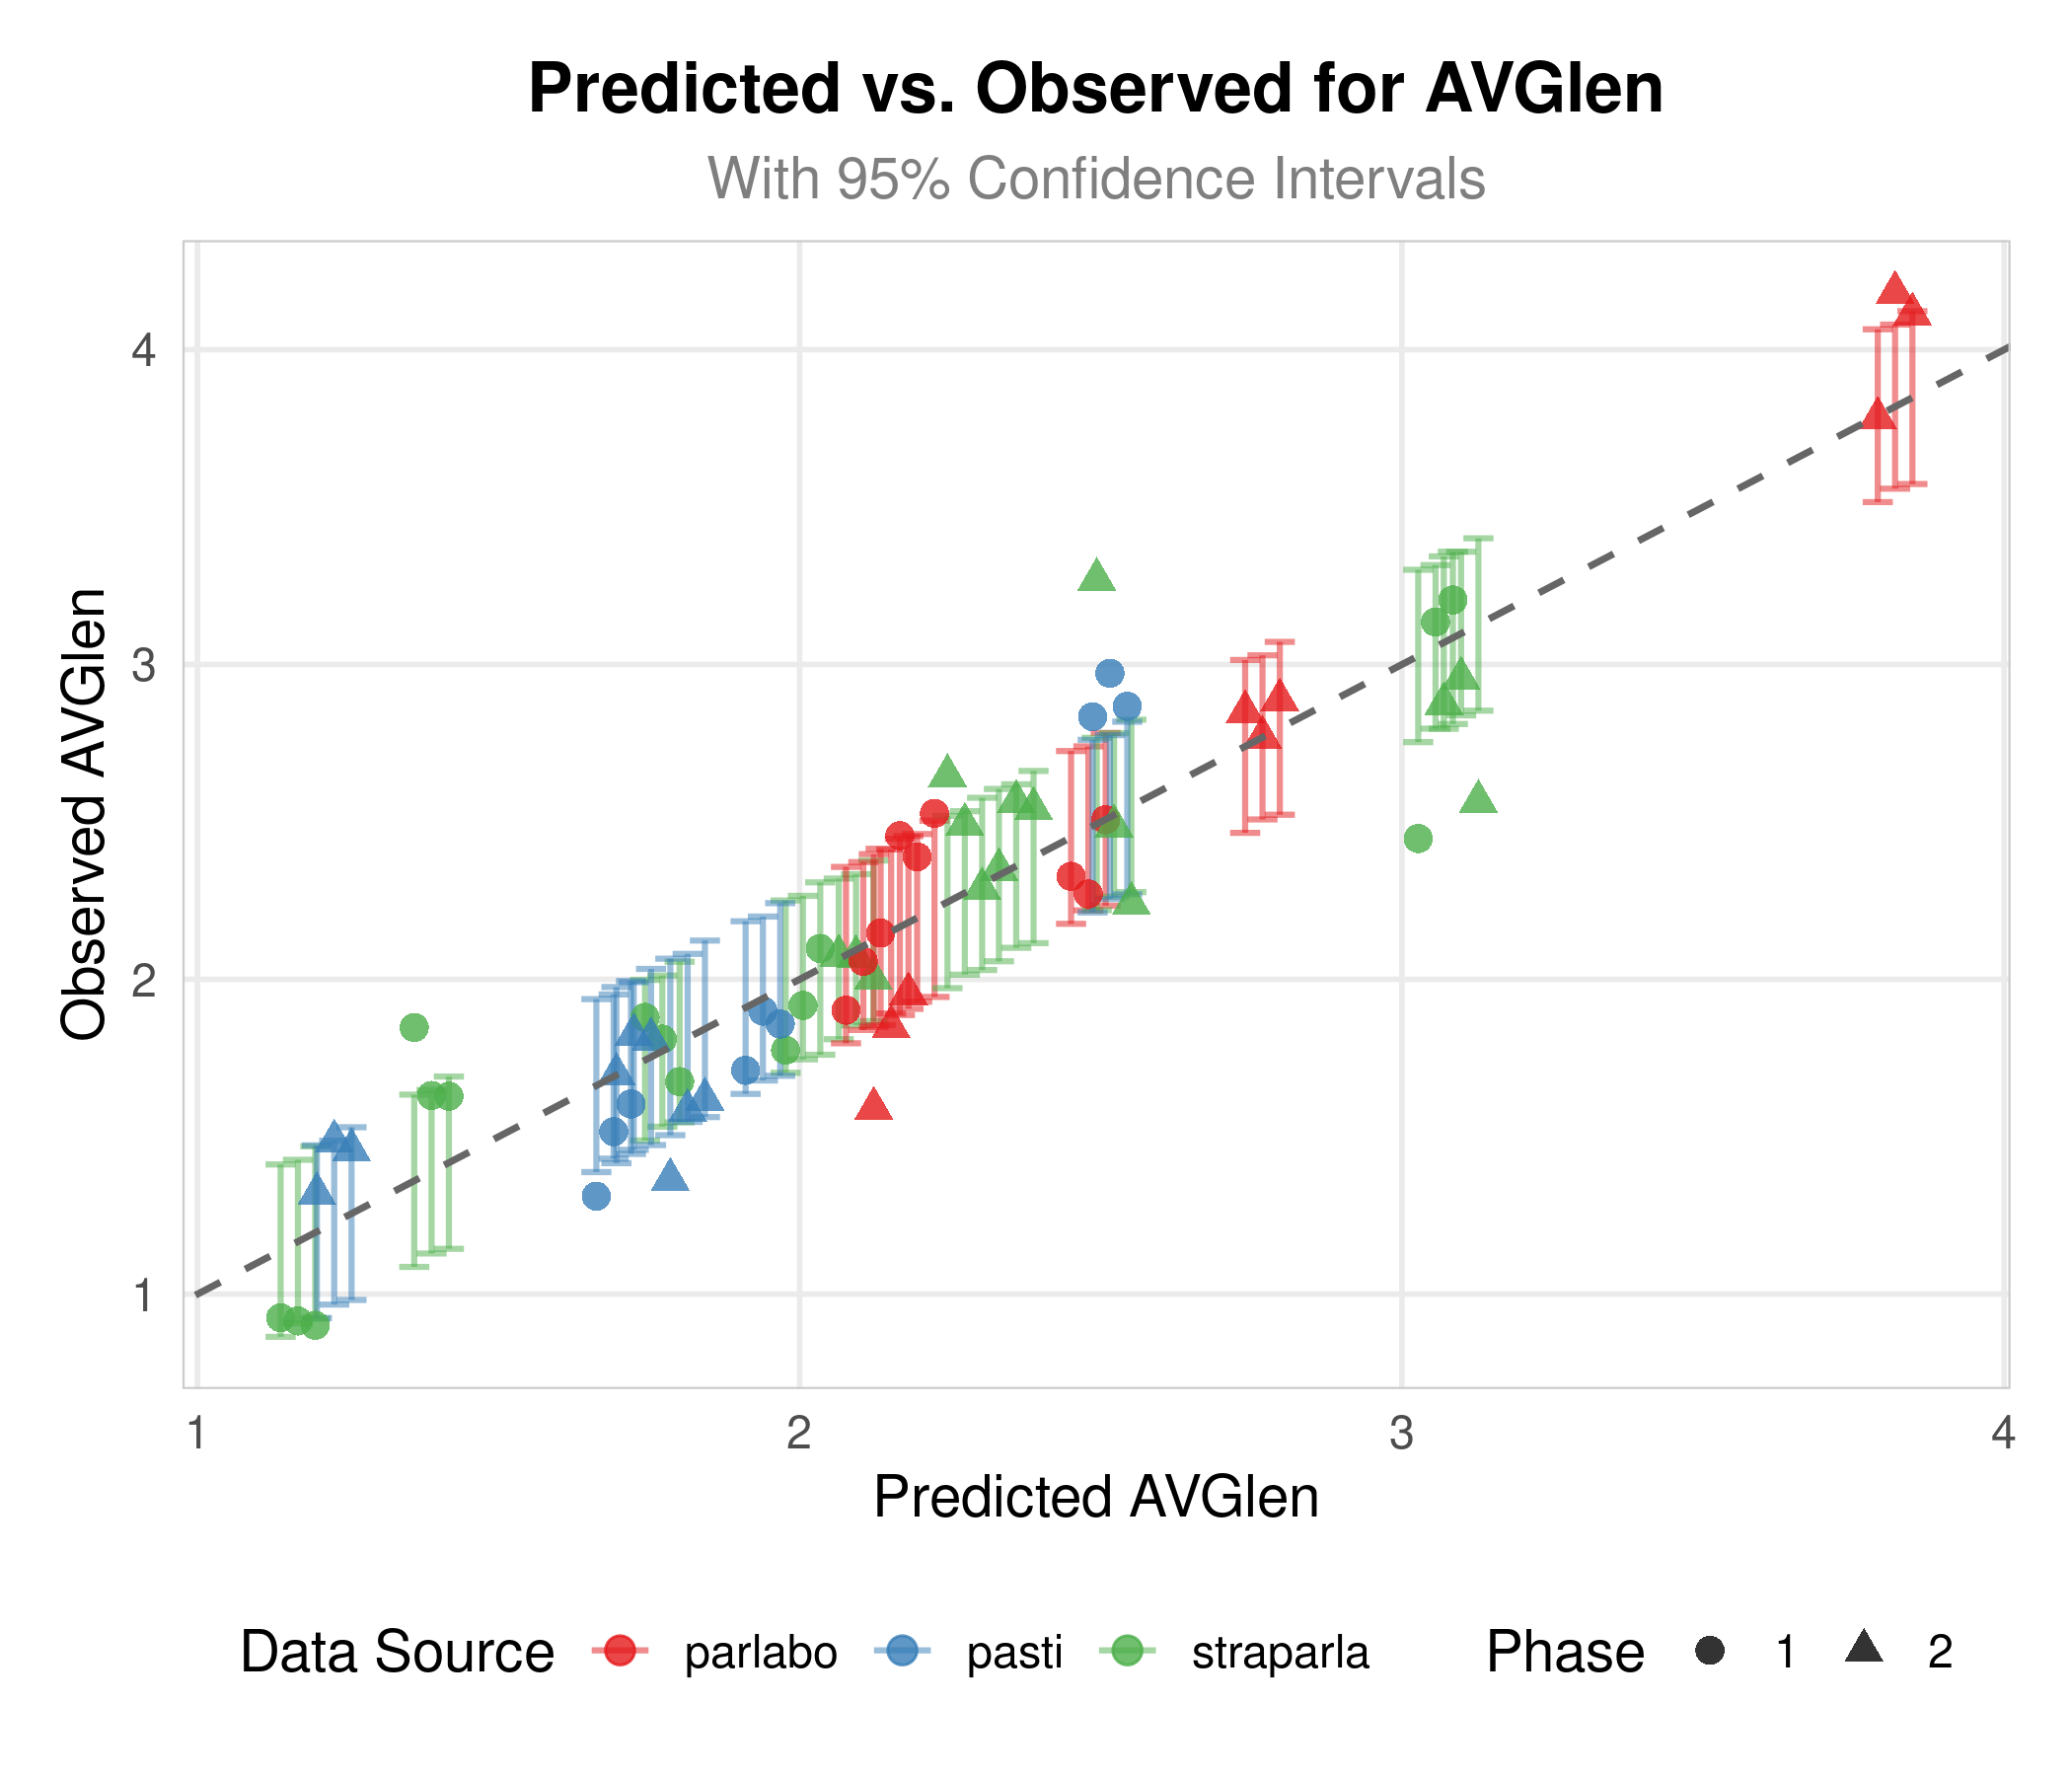 Predicted vs. Observed for AVGlen
With 95% Confidence Intervals
Observed AVGlen
4
3
2
1
1 2 3 4
Predicted AVGlen
Data Source parlabo pasti straparla Phase 1 2